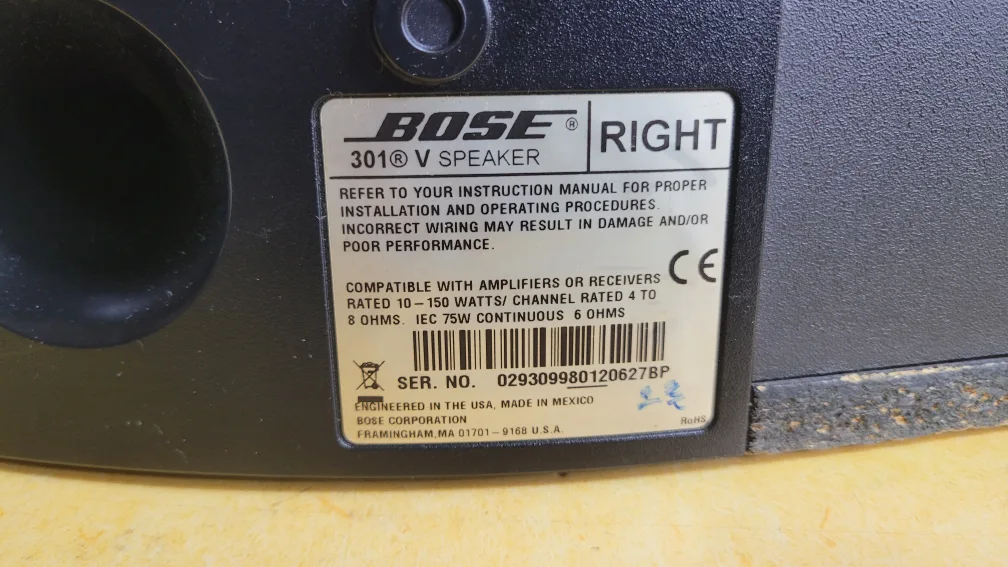 BOSE ® RIGHT
301® V SPEAKER
REFER TO YOUR INSTRUCTION MANUAL FOR PROPER
INSTALLATION AND OPERATING PROCEDURES.
INCORRECT WIRING MAY RESULT IN DAMAGE AND/OR
POOR PERFORMANCE.
CE
COMPATIBLE WITH AMPLIFIERS OR RECEIVERS
RATED 10–150 WATTS/ CHANNEL RATED 4 TO
8 OHMS. IEC 75W CONTINUOUS 6 OHMS
SER. NO. 029309980120627BP
ENGINEERED IN THE USA, MADE IN MEXICO
BOSE CORPORATION
FRAMINGHAM,MA 01701–9168 U.S.A.
RoHS